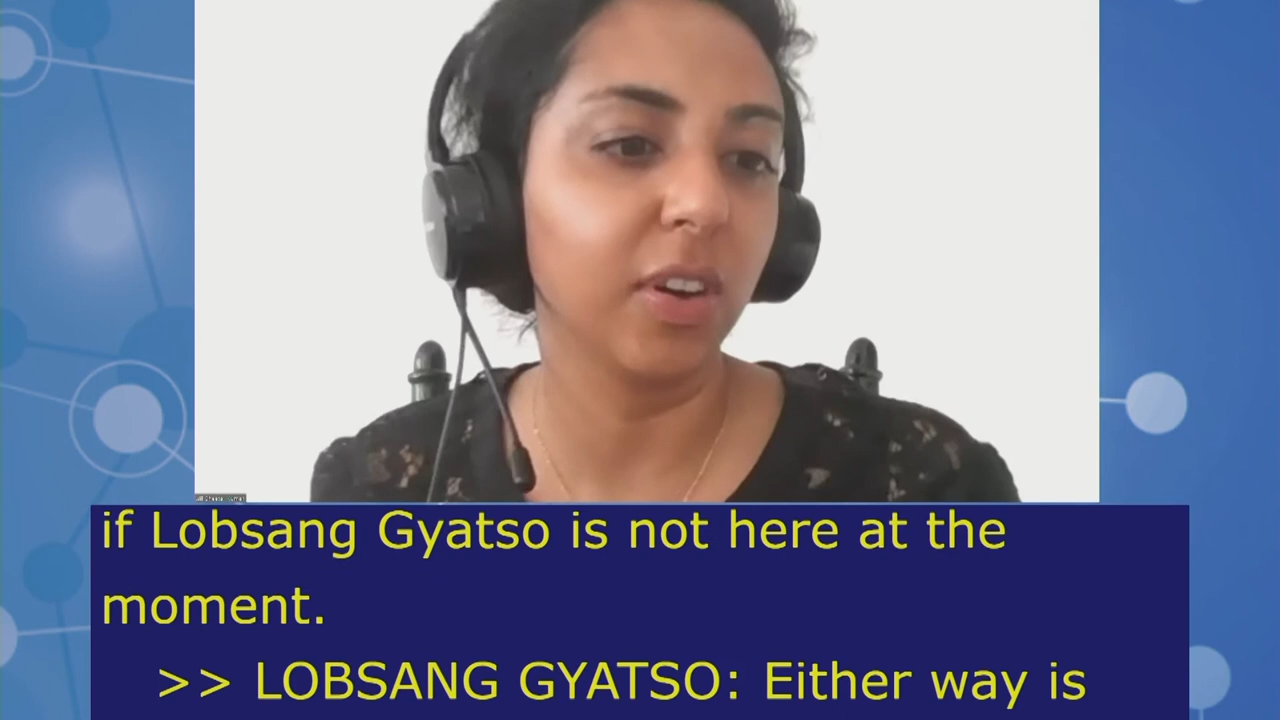 if Lobsang Gyatso is not here at the
moment.
>> LOBSANG GYATSO: Either way is